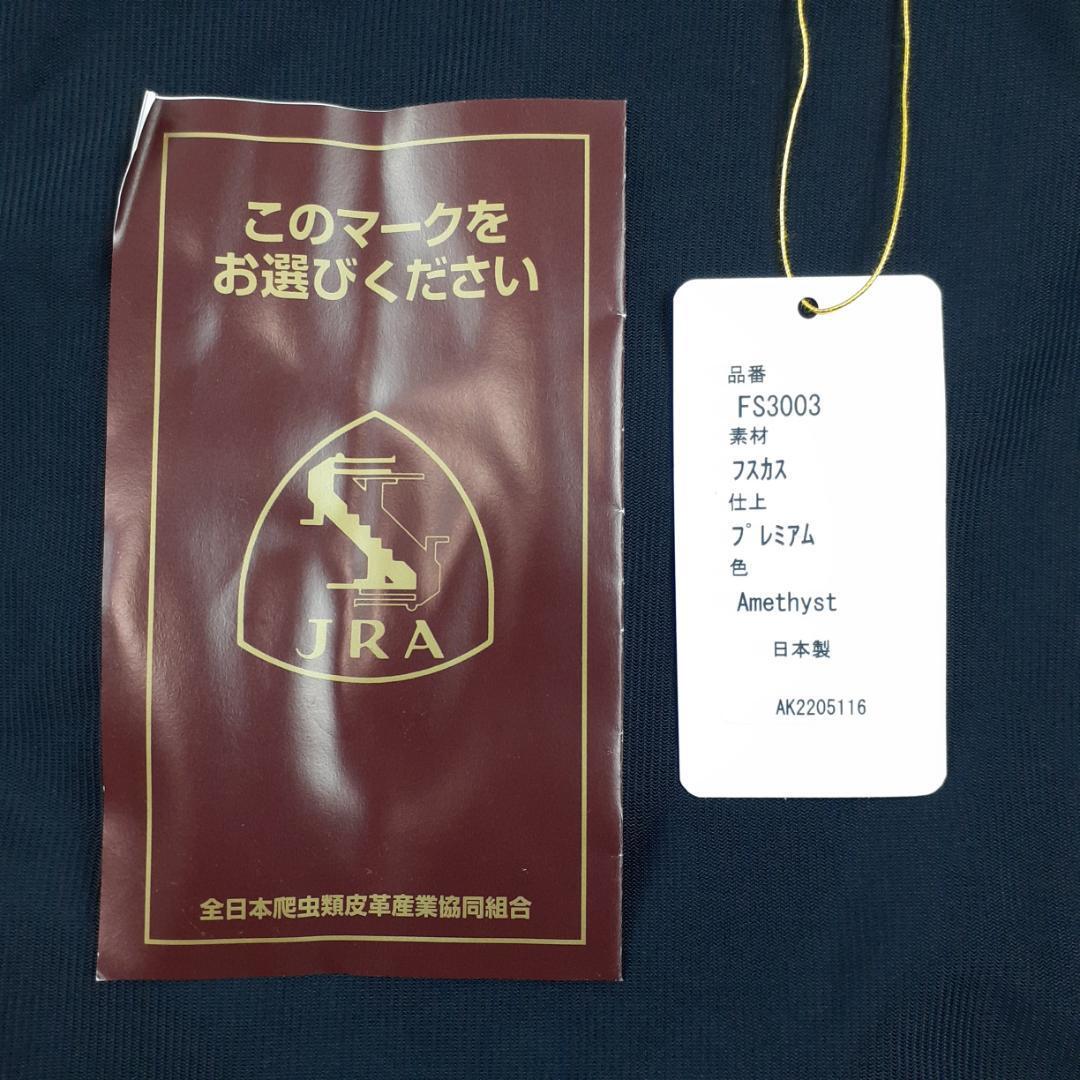 このマークを
お選びください
JRA
全日本爬虫類皮革産業協同組合
品番
FS3003
素材
フスカス
仕上
プレミアム
色
Amethyst
日本製
AK2205116